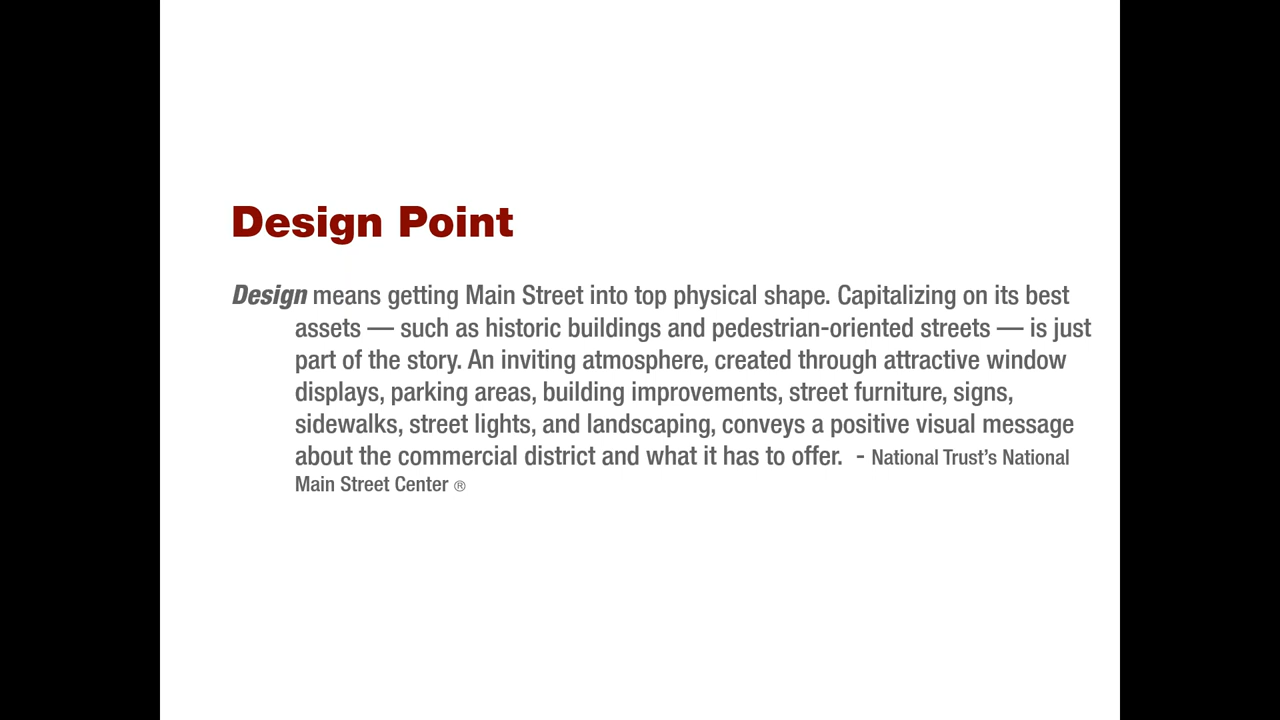 Design Point
Design means getting Main Street into top physical shape. Capitalizing on its best
assets — such as historic buildings and pedestrian-oriented streets — is just
part of the story. An inviting atmosphere, created through attractive window
displays, parking areas, building improvements, street furniture, signs,
sidewalks, street lights, and landscaping, conveys a positive visual message
about the commercial district and what it has to offer.  - National Trust’s National
Main Street Center ®